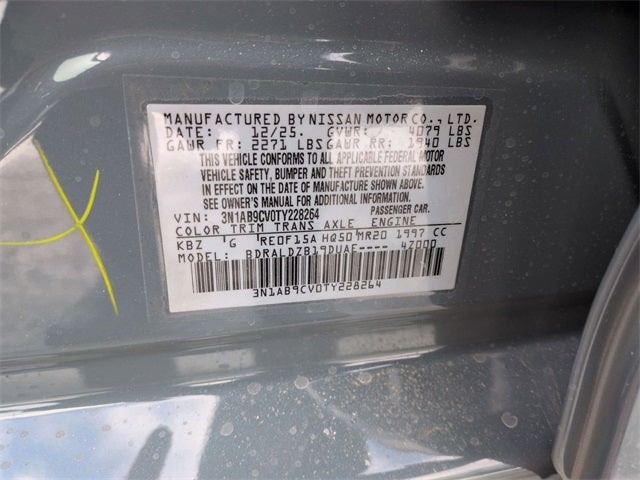 MANUFACTURED BY NISSAN MOTOR CO., LTD.
DATE: 12/25. GVWR: 4079 LBS
GAWR FR: 2271 LBS GAWR RR: 1940 LBS
THIS VEHICLE CONFORMS TO ALL APPLICABLE FEDERAL MOTOR
VEHICLE SAFETY, BUMPER AND THEFT PREVENTION STANDARDS
IN EFFECT ON THE DATE OF MANUFACTURE SHOWN ABOVE.
SEE OWNER'S MANUAL FOR ADDITIONAL INFORMATION.
VIN: 3N1AB9CV0TY228264 PASSENGER CAR.
COLOR TRIM TRANS AXLE ENGINE
KBZ G RE0F15A HQ50 MR20 1997 CC
MODEL: BDRALDZB19DUAE---- 4Z000
3N1AB9CV0TY228264